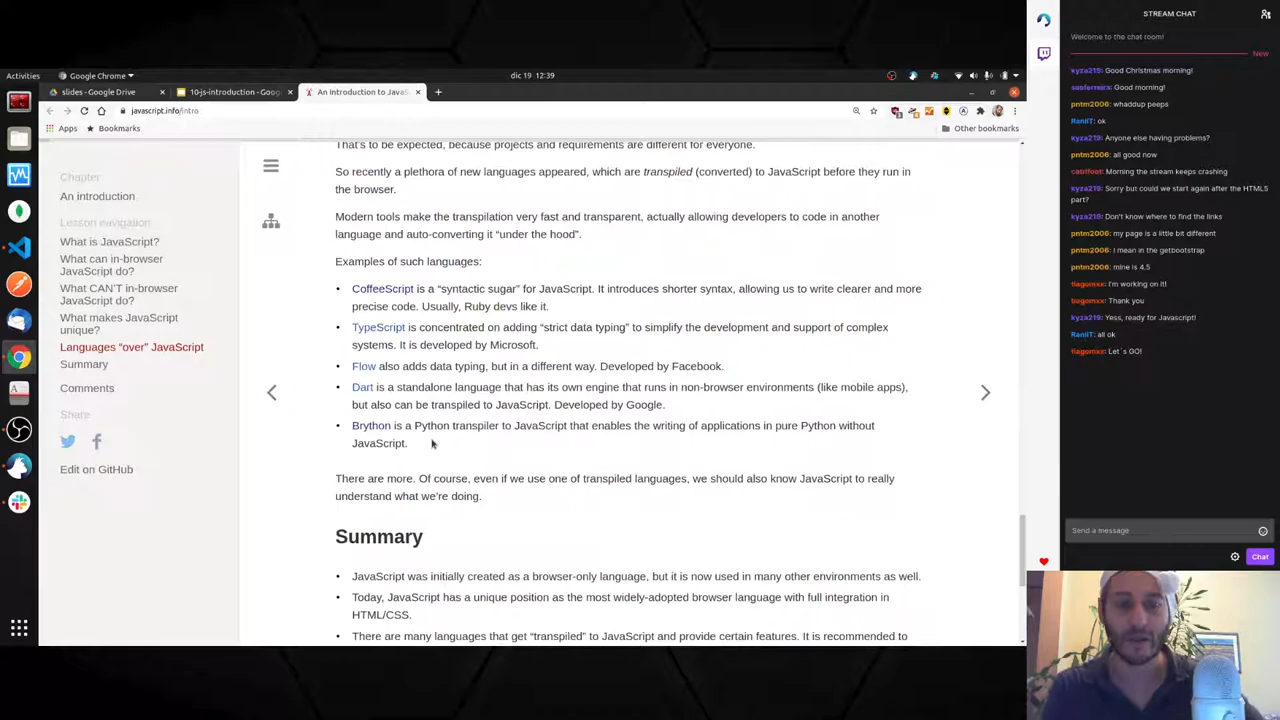 Activities
Google Chrome
dic 19 12:39
slides - Google Drive
10-js-introduction - Goog
An Introduction to JavaS
javascript.info/intro
Apps
Bookmarks
Other bookmarks
Chapter
An introduction
Lesson navigation
What is JavaScript?
What can in-browser
JavaScript do?
What CAN'T in-browser
JavaScript do?
What makes JavaScript
unique?
Languages “over” JavaScript
Summary
Comments
Share
Edit on GitHub
That's to be expected, because projects and requirements are different for everyone.
So recently a plethora of new languages appeared, which are transpiled (converted) to JavaScript before they run in
the browser.
Modern tools make the transpilation very fast and transparent, actually allowing developers to code in another
language and auto-converting it “under the hood”.
Examples of such languages:
• CoffeeScript is a “syntactic sugar” for JavaScript. It introduces shorter syntax, allowing us to write clearer and more
precise code. Usually, Ruby devs like it.
• TypeScript is concentrated on adding “strict data typing” to simplify the development and support of complex
systems. It is developed by Microsoft.
• Flow also adds data typing, but in a different way. Developed by Facebook.
• Dart is a standalone language that has its own engine that runs in non-browser environments (like mobile apps),
but also can be transpiled to JavaScript. Developed by Google.
• Brython is a Python transpiler to JavaScript that enables the writing of applications in pure Python without
JavaScript.
There are more. Of course, even if we use one of transpiled languages, we should also know JavaScript to really
understand what we're doing.
Summary
• JavaScript was initially created as a browser-only language, but it is now used in many other environments as well.
• Today, JavaScript has a unique position as the most widely-adopted browser language with full integration in
HTML/CSS.
• There are many languages that get “transpiled” to JavaScript and provide certain features. It is recommended to
STREAM CHAT
Welcome to the chat room!
New
kyza219: Good Christmas morning!
Good morning!
pntm2006: whaddup peeps
RaniiT: ok
kyza219: Anyone else having problems?
pntm2006: all good now
Morning the stream keeps crashing
kyza219: Sorry but could we start again after the HTML5
part?
kyza219: Don't know where to find the links
pntm2006: my page is a little bit different
pntm2006: I mean in the getbootstrap
pntm2006: mine is 4.5
tiagomxx: I'm working on it!
tiagomxx: Thank you
kyza219: Yess, ready for Javascript!
RaniiT: all ok
tiagomxx: Let´s GO!
Send a message
Chat